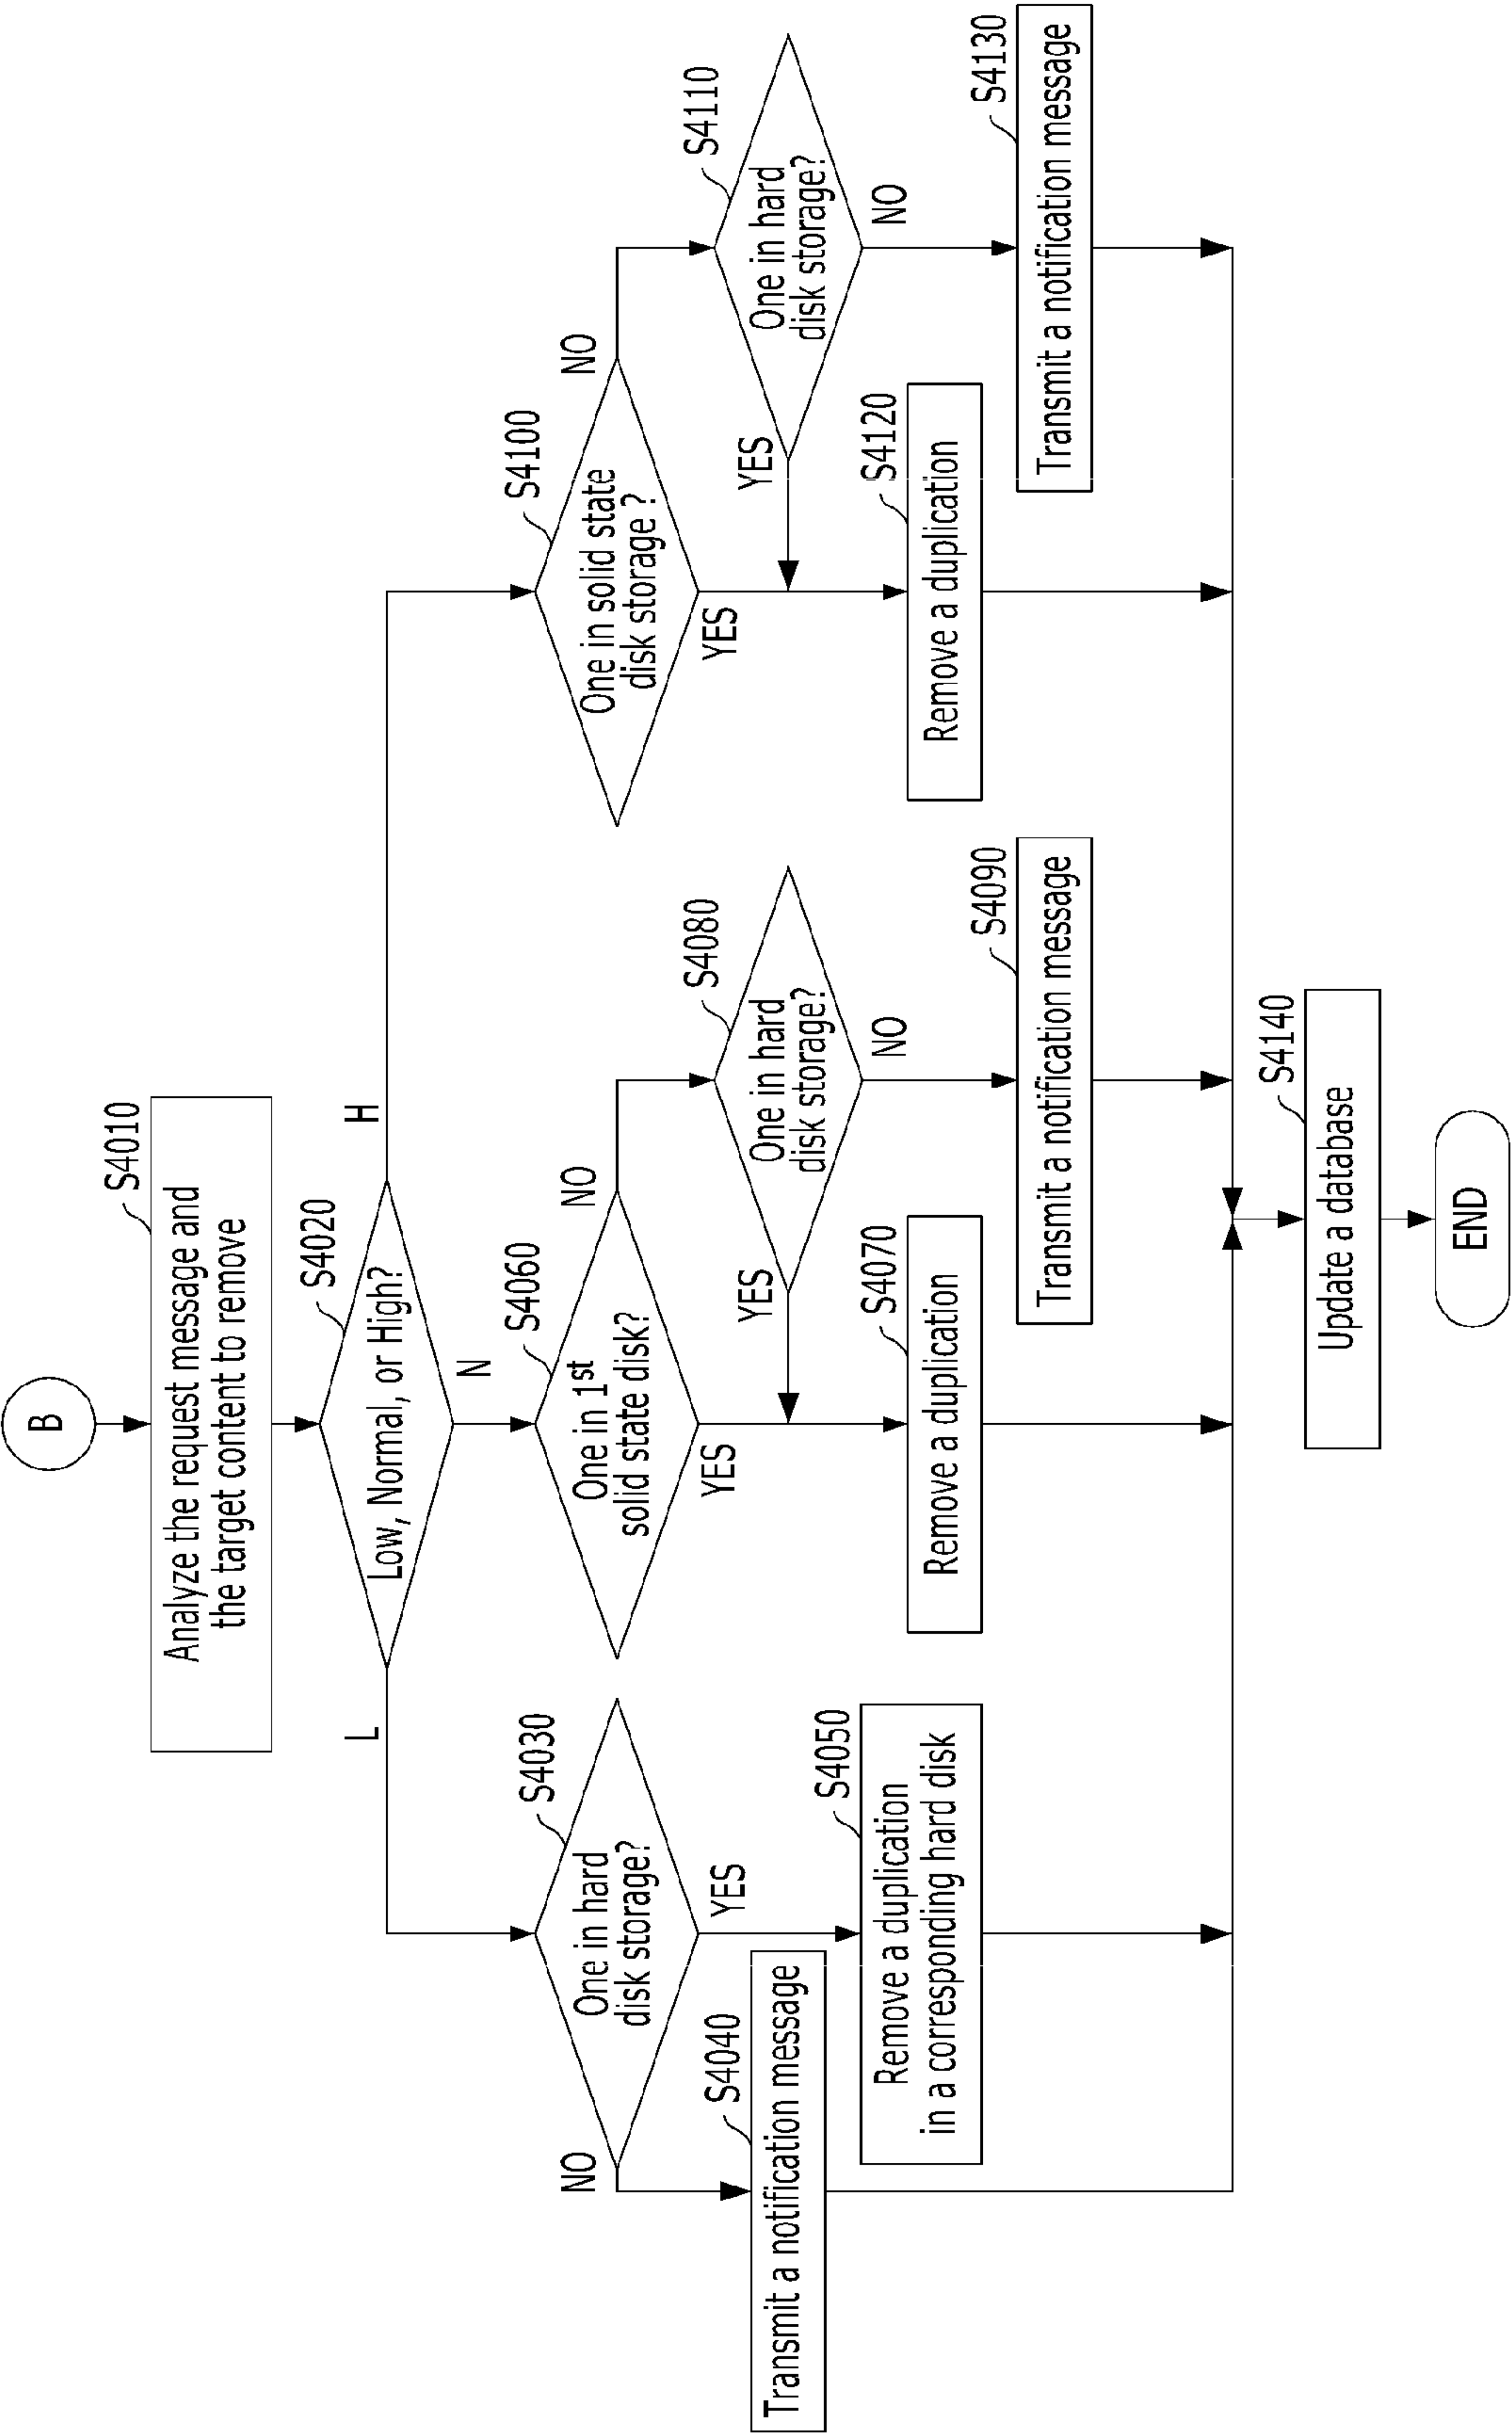 B
S4010
Analyze the request message and
the target content to remove
S4020
Low, Normal, or High?
L
N
H
S4030
One in hard
disk storage?
NO
YES
S4040
Transmit a notification message
S4050
Remove a duplication
in a corresponding hard disk
S4060
One in 1st
solid state disk?
NO
YES
S4080
One in hard
disk storage?
YES
NO
S4070
Remove a duplication
S4090
Transmit a notification message
S4100
One in solid state
disk storage ?
NO
YES
S4110
One in hard
disk storage?
YES
NO
S4120
Remove a duplication
S4130
Transmit a notification message
S4140
Update a database
END